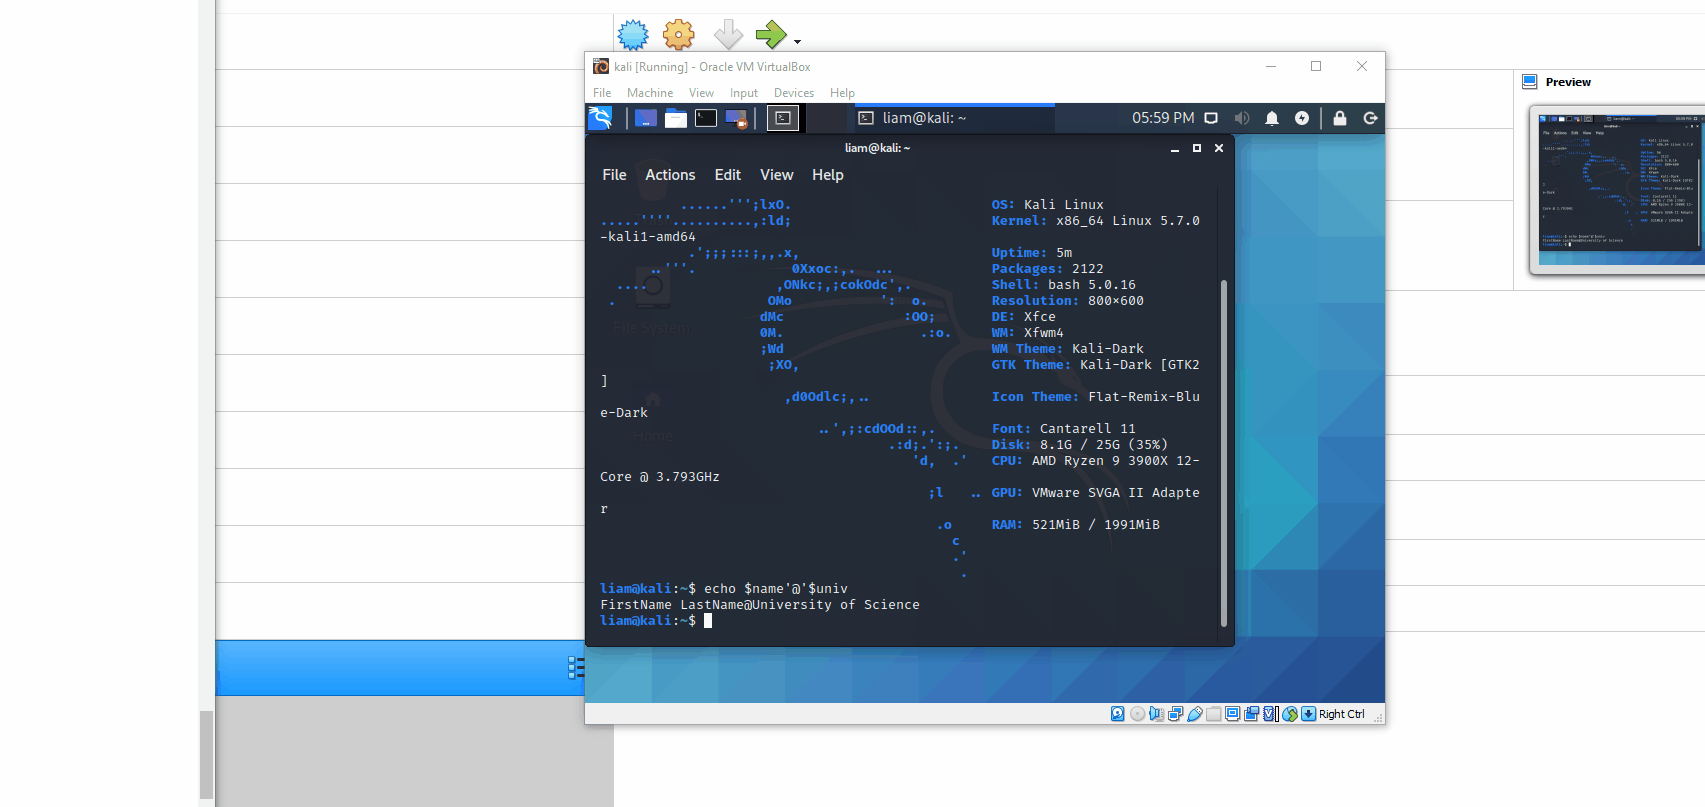 kali [Running] - Oracle VM VirtualBox
File Machine View Input Devices Help
Preview
liam@kali: ~
05:59 PM
liam@kali: ~
File Actions Edit View Help
......''';lxO. OS: Kali Linux
.....''''..........,:ld; Kernel: x86_64 Linux 5.7.0
-kali1-amd64
.';;;:::;,,.x, Uptime: 5m
..'''. 0Xxoc:,. ... Packages: 2122
.... ,ONkc;,;cokOdc',. Shell: bash 5.0.16
. OMo ': o. Resolution: 800×600
dMc :OO; DE: Xfce
0M. .:o. WM: Xfwm4
;Wd WM Theme: Kali-Dark
;XO, GTK Theme: Kali-Dark [GTK2
]
,d0Odlc;,.. Icon Theme: Flat-Remix-Blu
e-Dark
..',;:cdOOd::,. Font: Cantarell 11
.:d;.':;. Disk: 8.1G / 25G (35%)
'd, .' CPU: AMD Ryzen 9 3900X 12-
Core @ 3.793GHz
;l .. GPU: VMware SVGA II Adapte
r
.o RAM: 521MiB / 1991MiB
c
.'
.
liam@kali:~$ echo $name'@'$univ
FirstName LastName@University of Science
liam@kali:~$
File System
Home
Right Ctrl